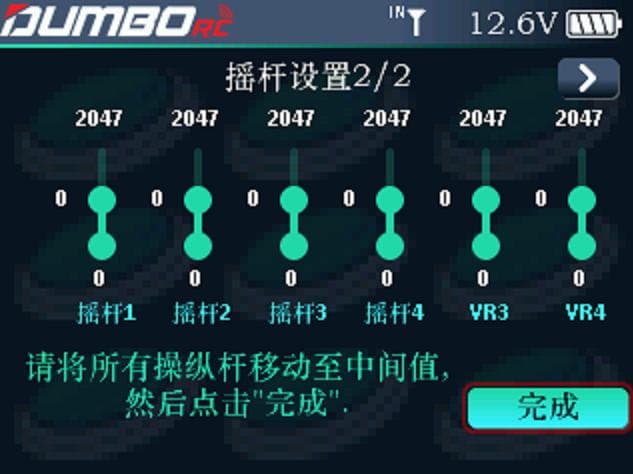 DUMBORC IN 12.6V
摇杆设置2/2
2047 2047 2047 2047 2047 2047
0 0 0 0 0 0
0 0 0 0 0 0
摇杆1 摇杆2 摇杆3 摇杆4 VR3 VR4
请将所有操纵杆移动至中间值,
然后点击"完成".
完成